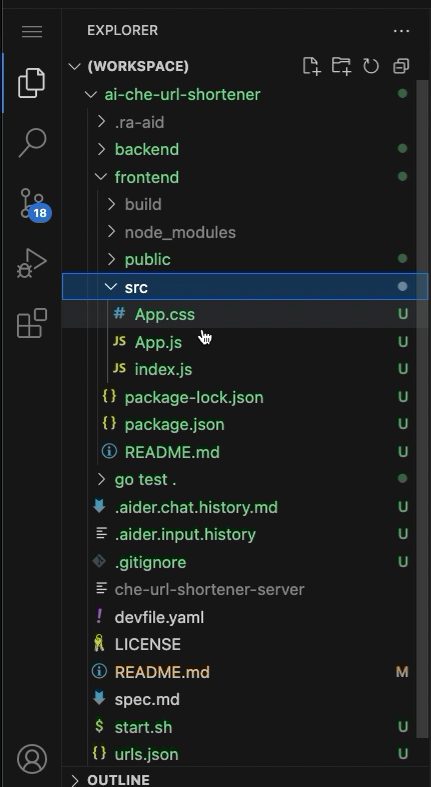 EXPLORER
(WORKSPACE)
ai-che-url-shortener
.ra-aid
backend
frontend
build
node_modules
public
src
# App.css U
JS App.js U
JS index.js U
{} package-lock.json U
{} package.json U
README.md U
go test .
.aider.chat.history.md U
.aider.input.history U
.gitignore U
che-url-shortener-server
! devfile.yaml
LICENSE
README.md M
spec.md
$ start.sh U
{} urls.json U
OUTLINE
18